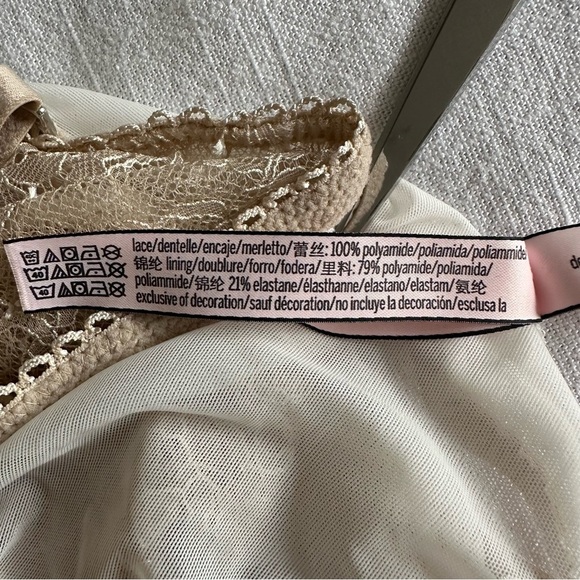 lace/dentelle/encaje/merletto/蕾丝: 100% polyamide/poliamida/poliammide
锦纶 lining/doublure/forro/fodera/里料: 79% polyamide/poliamida/
poliammide/锦纶 21% elastane/élasthanne/elastano/elastam/氨纶
exclusive of decoration/sauf décoration/no incluye la decoración/esclusa la